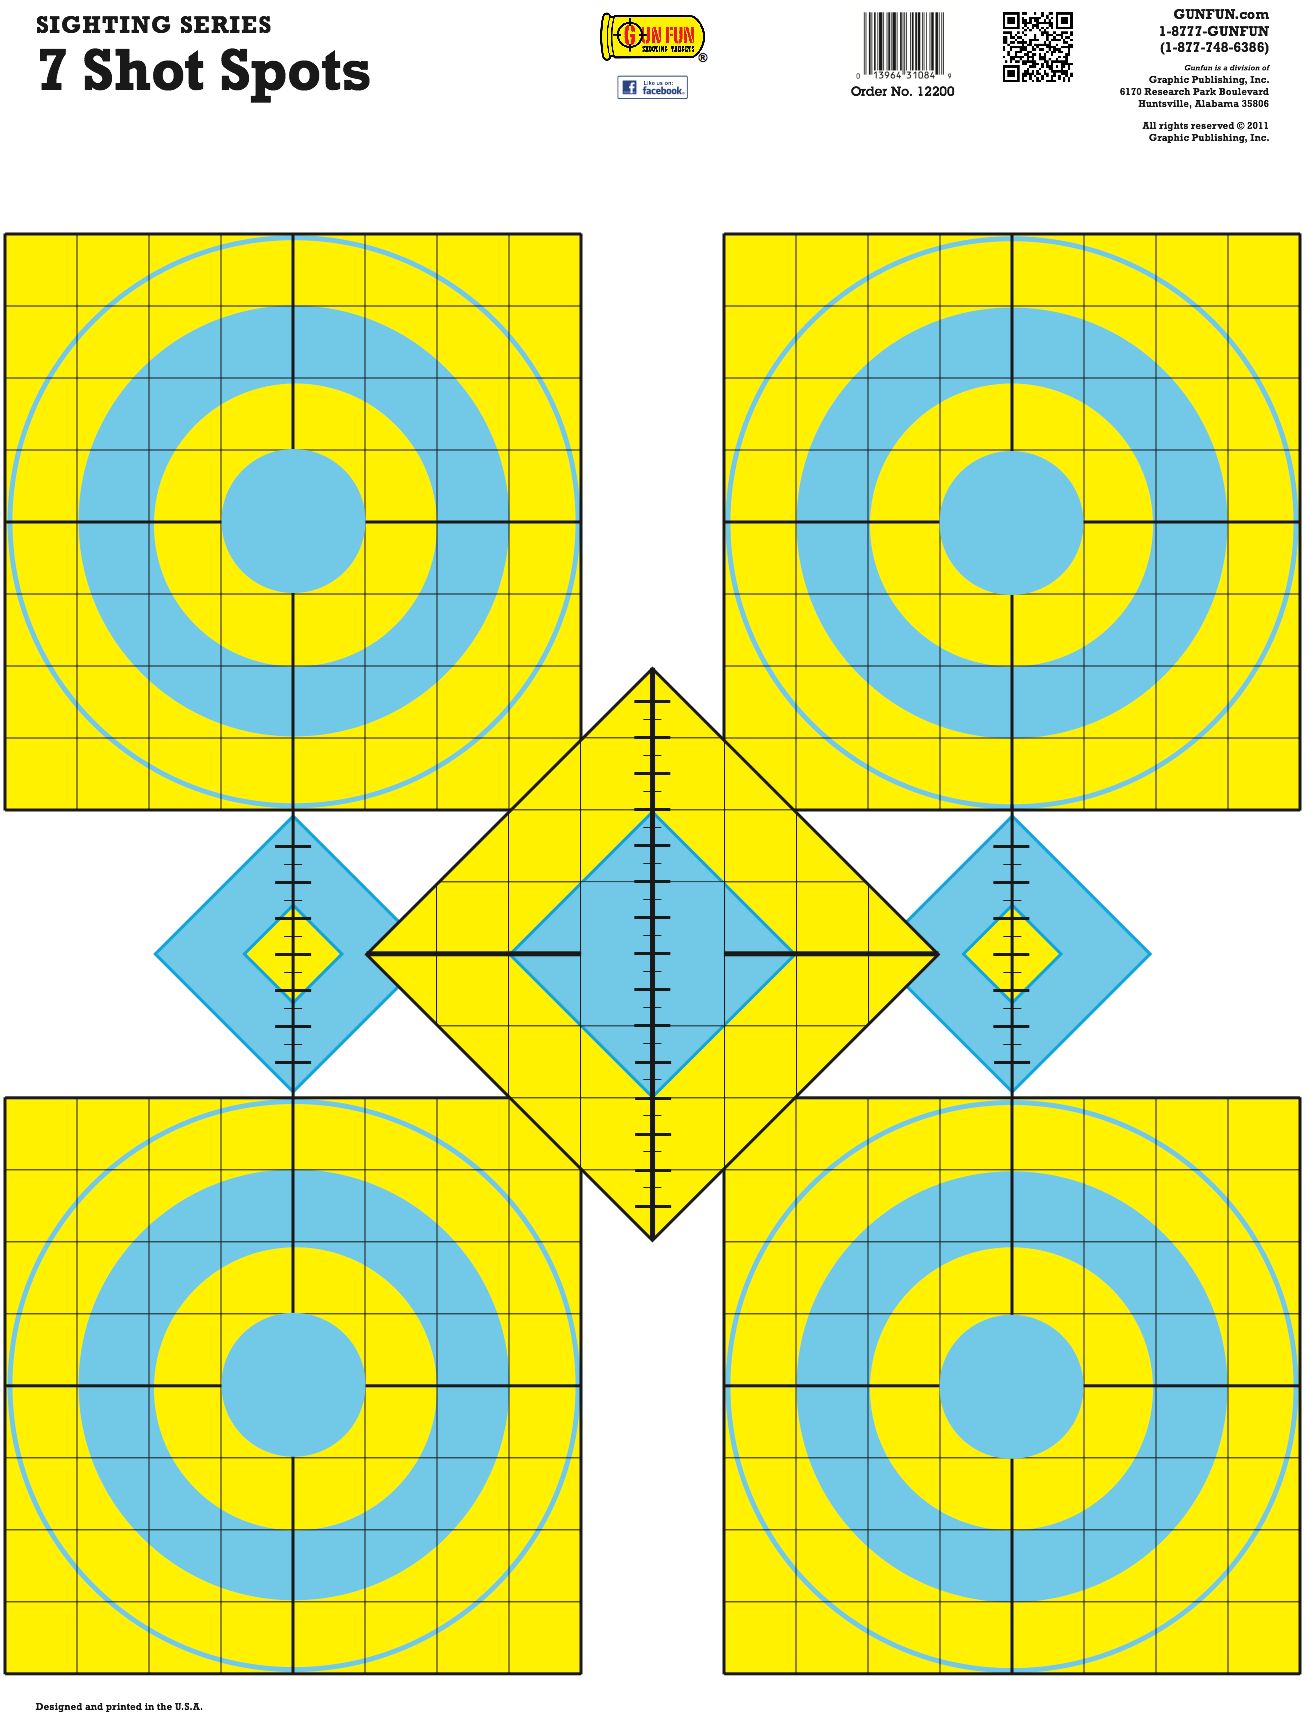 SIGHTING SERIES
7 Shot Spots
GUN FUN
SHOOTING TARGETS
®
Like us on:
facebook.
0 13964 31084 9
Order No. 12200
GUNFUN.com
1-8777-GUNFUN
(1-877-748-6386)
Gunfun is a division of
Graphic Publishing, Inc.
6170 Research Park Boulevard
Huntsville, Alabama 35806
All rights reserved © 2011
Graphic Publishing, Inc.
Designed and printed in the U.S.A.